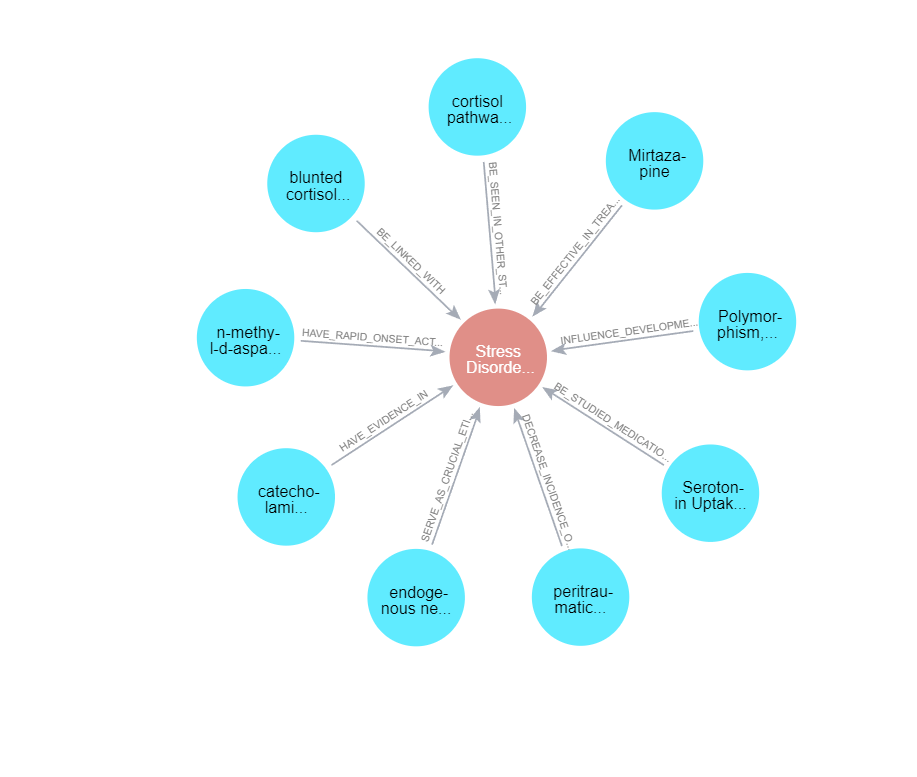 cortisol
pathwa...
BE_SEEN_IN_OTHER_ST...
Mirtaza-
pine
BE_EFFECTIVE_IN_TREA...
blunted
cortisol...
BE_LINKED_WITH
Polymor-
phism,...
INFLUENCE_DEVELOPME...
n-methy-
l-d-aspa...
HAVE_RAPID_ONSET_ACT...
Stress
Disorde...
HAVE_EVIDENCE_IN
catecho-
lami...
BE_STUDIED_MEDICATIO...
Seroton-
in Uptak...
SERVE_AS_CRUCIAL_ETI...
endoge-
nous ne...
DECREASE_INCIDENCE_O...
peritrau-
matic...